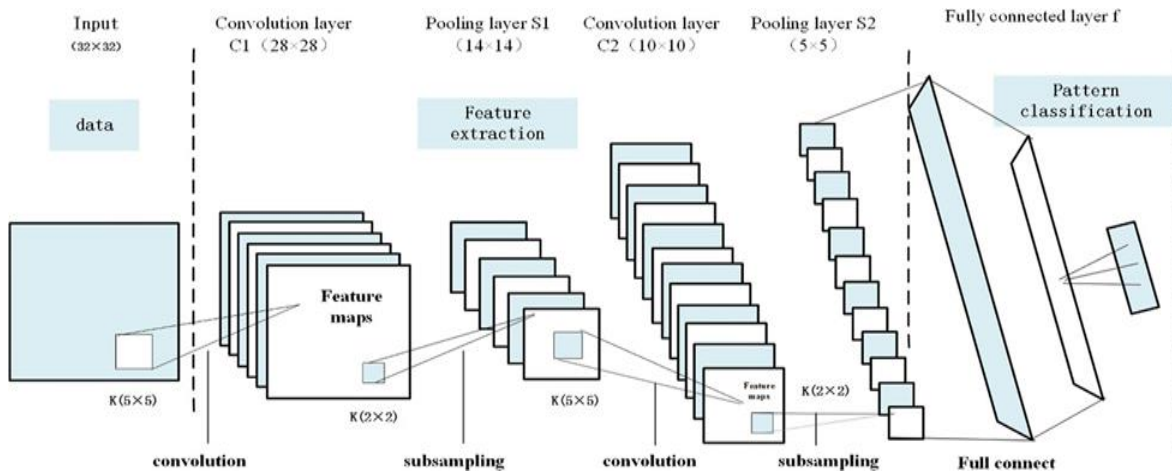 Input
(32×32)
Convolution layer
C1（28×28）
Pooling layer S1
（14×14）
Convolution layer
C2（10×10）
Pooling layer S2
（5×5）
Fully connected layer f
data
Feature
extraction
Pattern
classification
Feature
maps
Feature
maps
K(5×5)
K(2×2)
K(5×5)
K(2×2)
convolution
subsampling
convolution
subsampling
Full connect